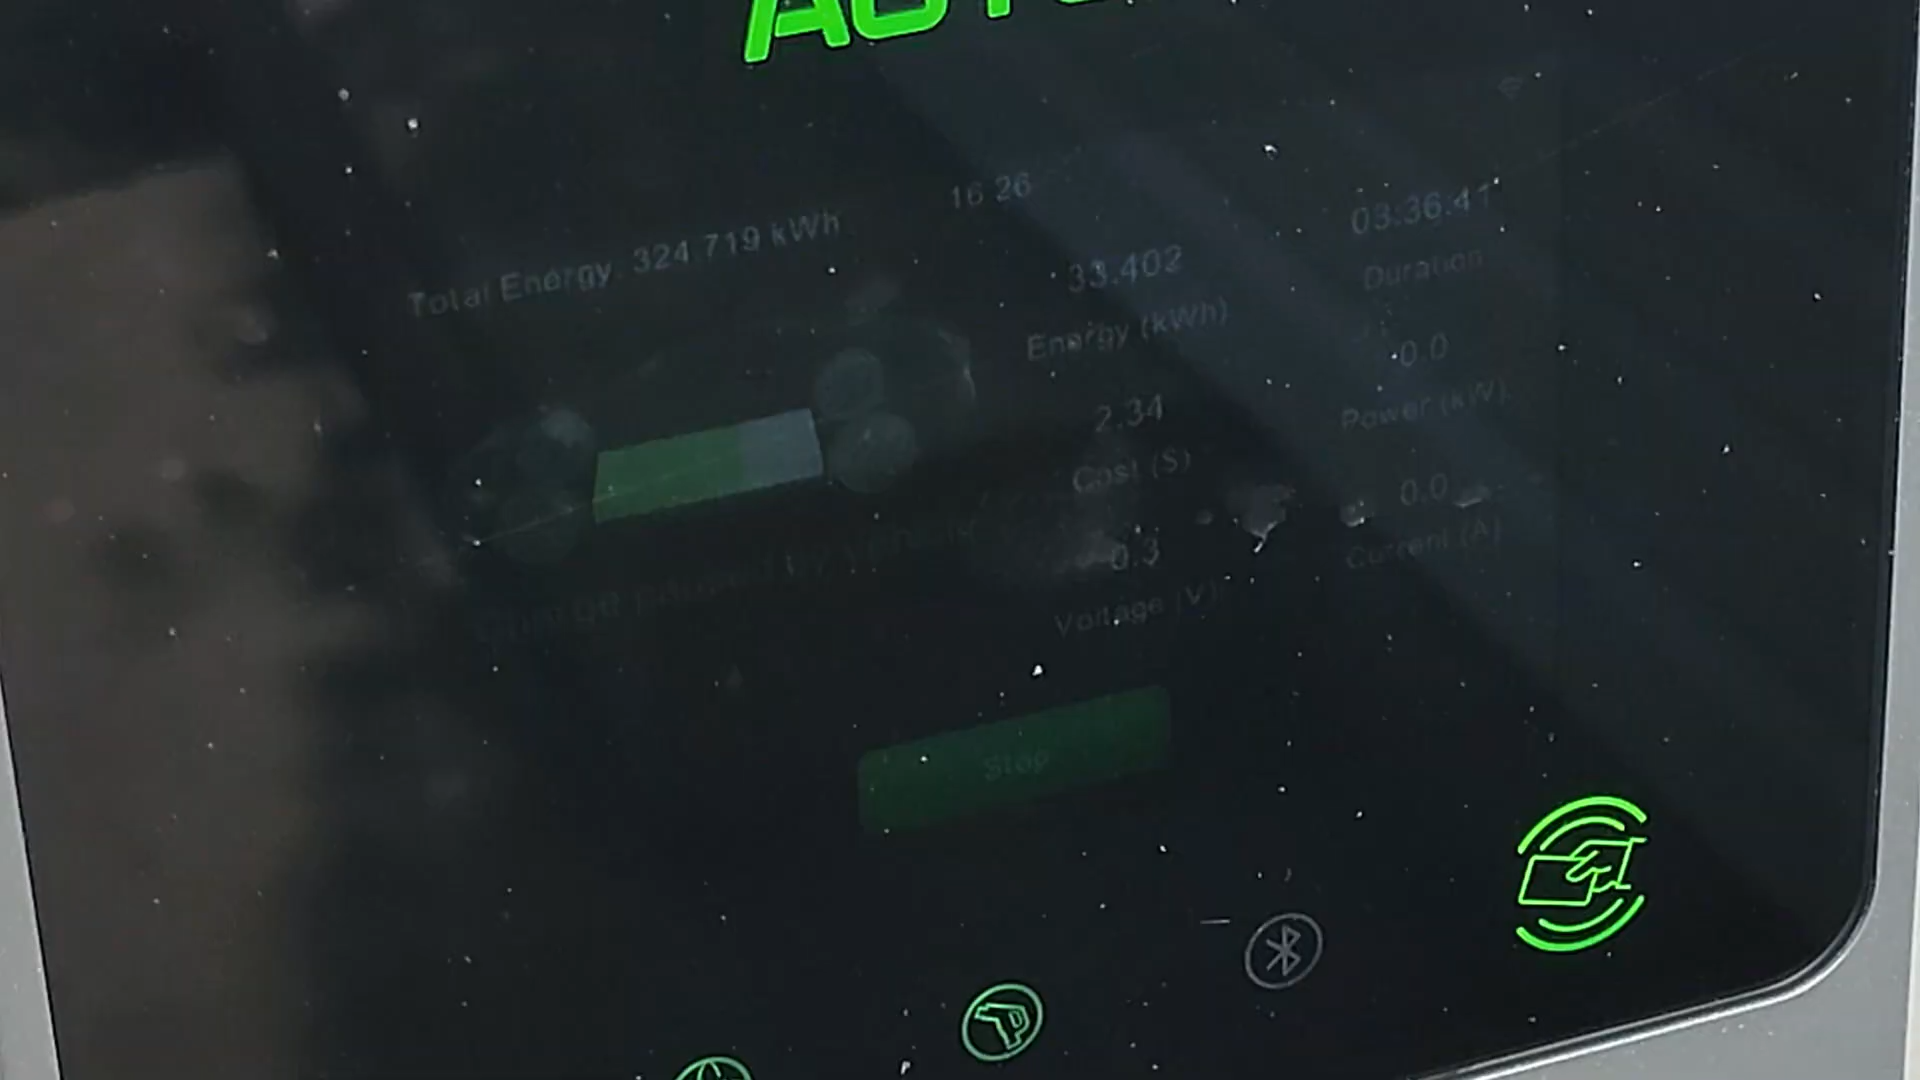 Total Energy: 324.719 kWh
16:26
33.402
Energy (kWh)
03:36:41
Duration
2.34
Cost ($)
0.0
Power (kW)
0.3
Voltage (V)
0.0
Current (A)
Stop